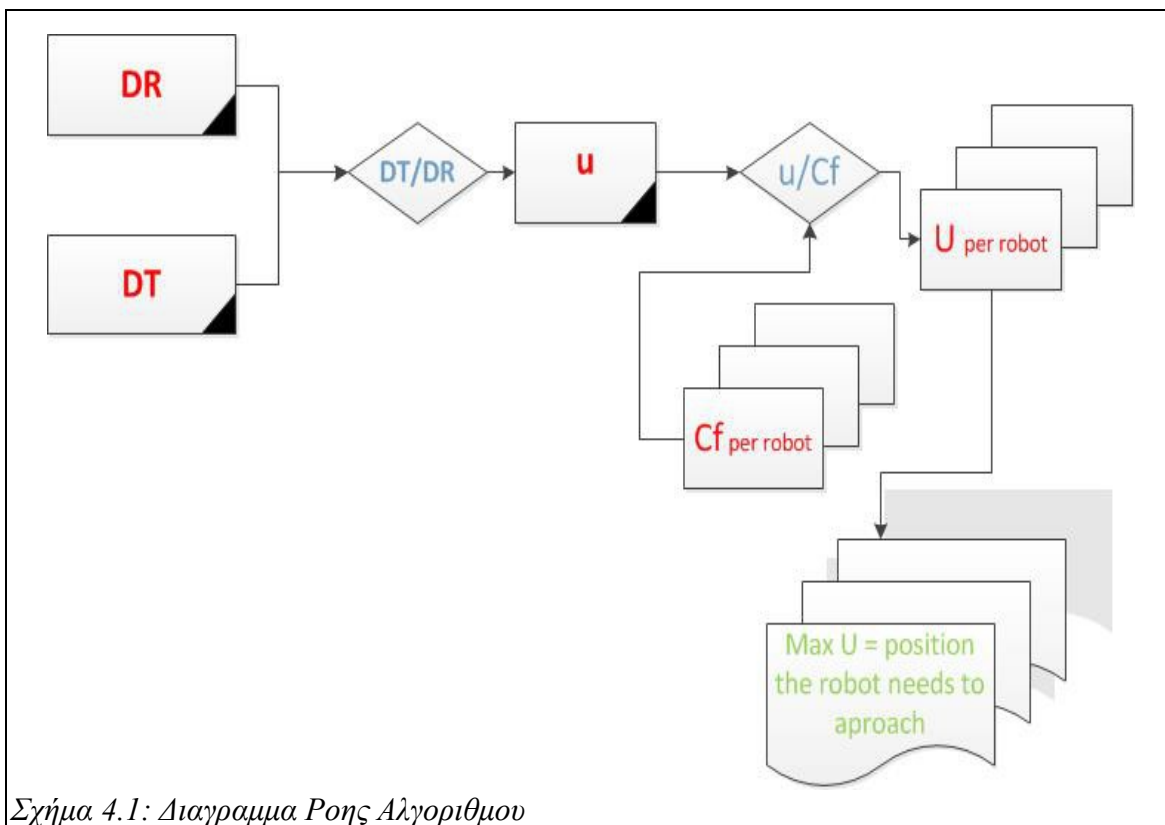 DR
DT
DT/DR
u
u/Cf
U per robot
Cf per robot
Max U = position
the robot needs to
aproach
Σχήμα 4.1: Διαγραμμα Ροης Αλγοριθμου